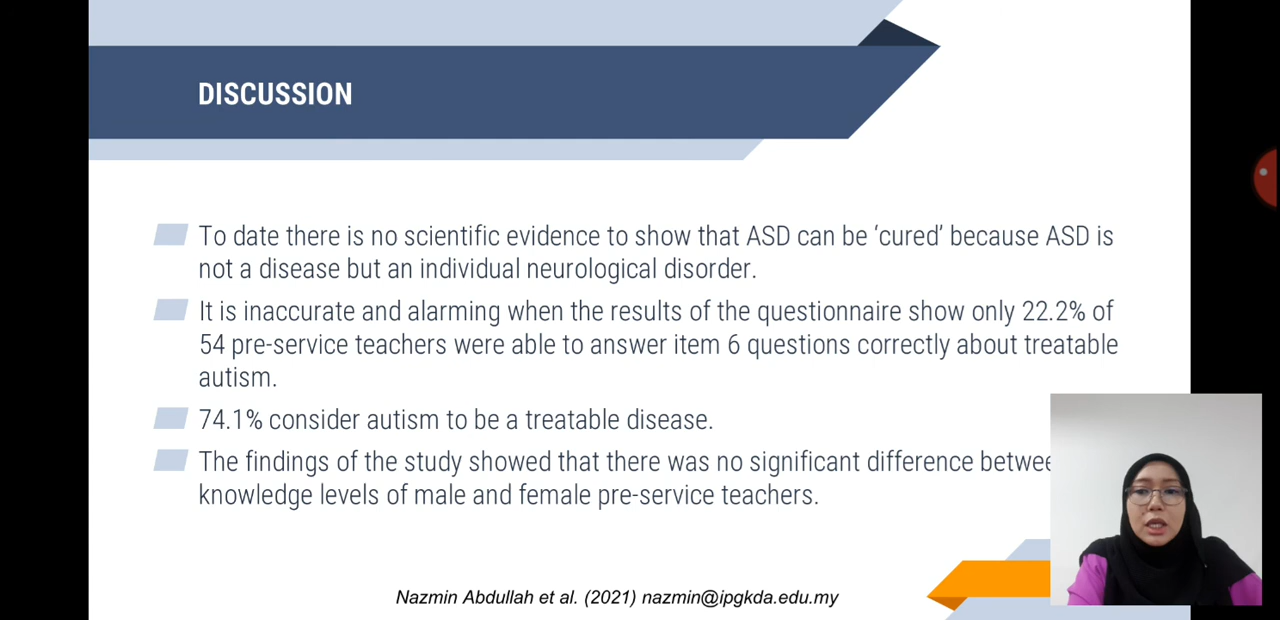 DISCUSSION
To date there is no scientific evidence to show that ASD can be ‘cured’ because ASD is
not a disease but an individual neurological disorder.
It is inaccurate and alarming when the results of the questionnaire show only 22.2% of
54 pre-service teachers were able to answer item 6 questions correctly about treatable
autism.
74.1% consider autism to be a treatable disease.
The findings of the study showed that there was no significant difference
knowledge levels of male and female pre-service teachers.
Nazmin Abdullah et al. (2021) nazmin@ipgkda.edu.my